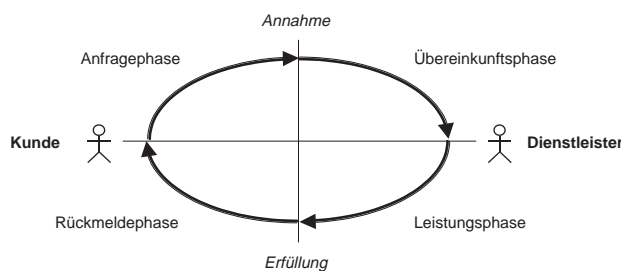 Annahme
Anfragephase
Übereinkunftsphase
Kunde
Dienstleister
Rückmeldephase
Leistungsphase
Erfüllung